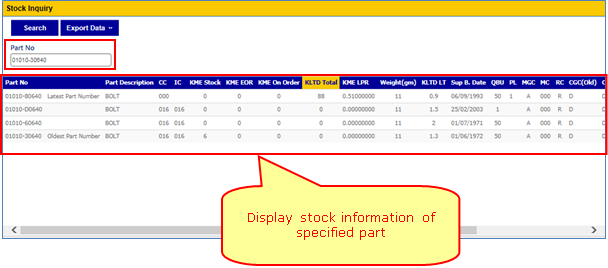 Stock Inquiry
Search Export Data
Part No
01010-30640
Part No Part Description CC IC KME Stock KME EOR KME On Order KLTD Total KME LPR Weight(gm) KLTD LT Sup B. Date QBU PL MGC MC RC CGC(Old)
01010-80640 Latest Part Number BOLT 000 0 0 0 88 0.51000000 11 0.9 06/09/1993 50 1 A 000 R D
01010-D0640 BOLT 016 016 0 0 0 0 0.00000000 11 1.5 25/02/2003 1 A 000 R D
01010-60640 BOLT 016 016 0 0 0 0 0.00000000 11 2 01/07/1971 50 A 000 R D
01010-30640 Oldest Part Number BOLT 016 016 6 0 0 0 0.00000000 11 1.3 01/06/1972 50 A 000 R D
Display stock information of
specified part